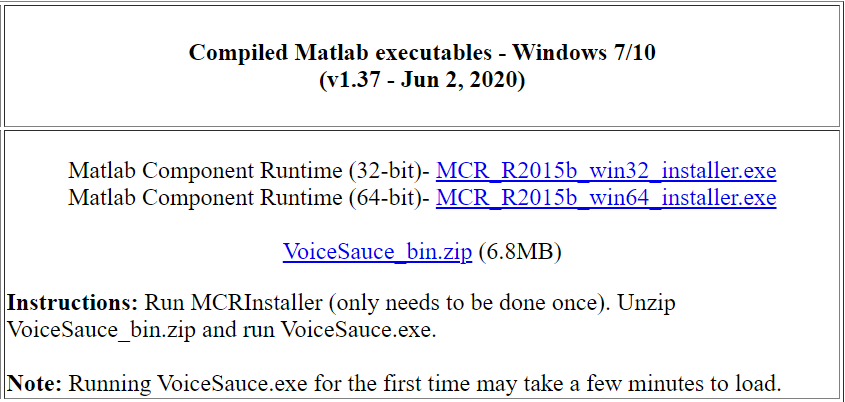 Compiled Matlab executables - Windows 7/10
(v1.37 - Jun 2, 2020)
Matlab Component Runtime (32-bit)- MCR_R2015b_win32_installer.exe
Matlab Component Runtime (64-bit)- MCR_R2015b_win64_installer.exe
VoiceSauce_bin.zip (6.8MB)
Instructions: Run MCRInstaller (only needs to be done once). Unzip
VoiceSauce_bin.zip and run VoiceSauce.exe.
Note: Running VoiceSauce.exe for the first time may take a few minutes to load.